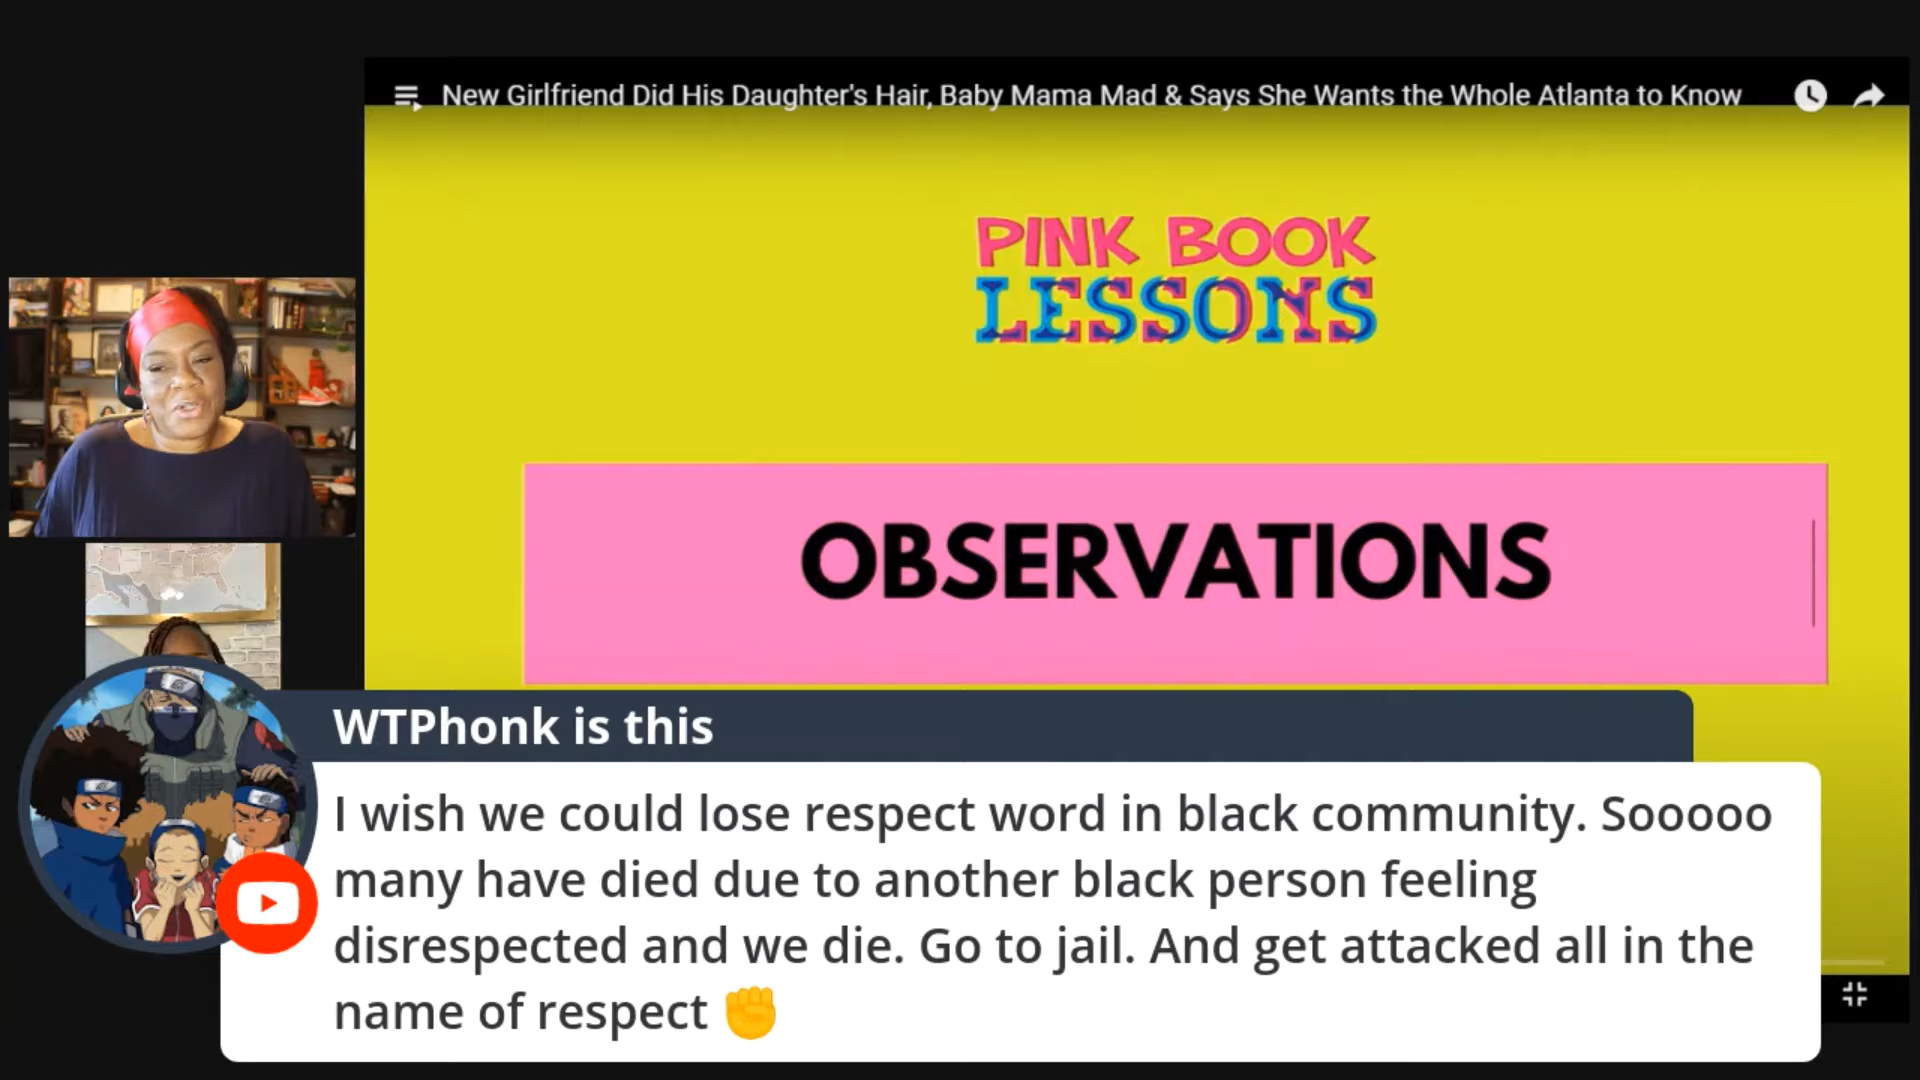 New Girlfriend Did His Daughter's Hair, Baby Mama Mad & Says She Wants the Whole Atlanta to Know
PINK BOOK
LESSONS
OBSERVATIONS
WTPhonk is this
I wish we could lose respect word in black community. Sooooo
many have died due to another black person feeling
disrespected and we die. Go to jail. And get attacked all in the
name of respect ✊